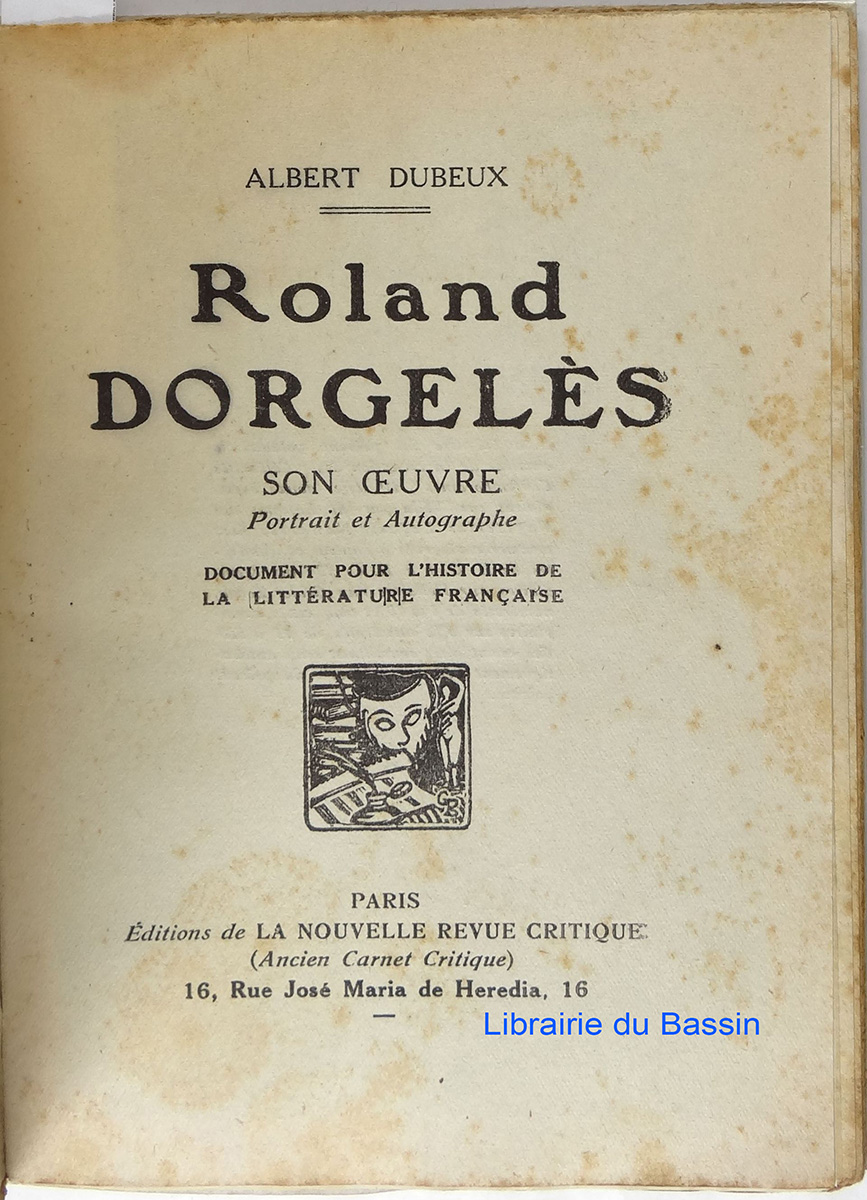 ALBERT DUBEUX
Roland
DORGELÈS
SON ŒUVRE
Portrait et Autographe
DOCUMENT POUR L'HISTOIRE DE
LA LITTÉRATURE FRANÇAISE
PARIS
Éditions de LA NOUVELLE REVUE CRITIQUE
(Ancien Carnet Critique)
16, Rue José Maria de Heredia, 16
Librairie du Bassin